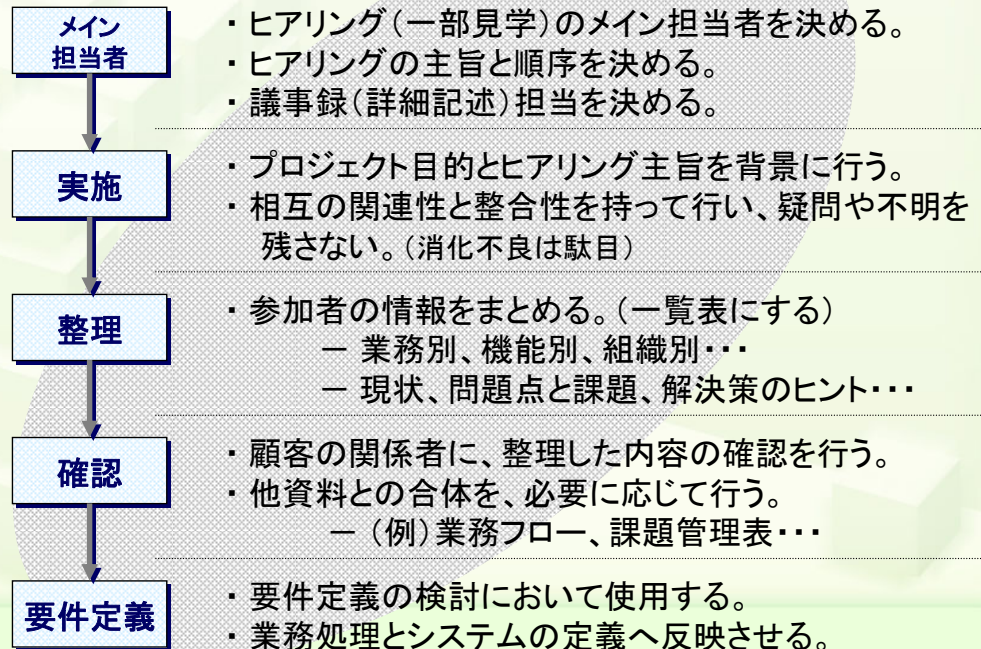 メイン
担当者
・ヒアリング(一部見学)のメイン担当者を決める。
・ヒアリングの主旨と順序を決める。
・議事録(詳細記述)担当を決める。
実施
・プロジェクト目的とヒアリング主旨を背景に行う。
・相互の関連性と整合性を持って行い、疑問や不明を
残さない。(消化不良は駄目)
整理
・参加者の情報をまとめる。(一覧表にする)
－ 業務別、機能別、組織別・・・
－ 現状、問題点と課題、解決策のヒント・・・
確認
・顧客の関係者に、整理した内容の確認を行う。
・他資料との合体を、必要に応じて行う。
－ (例)業務フロー、課題管理表・・・
要件定義
・要件定義の検討において使用する。
・業務処理とシステムの定義へ反映させる。